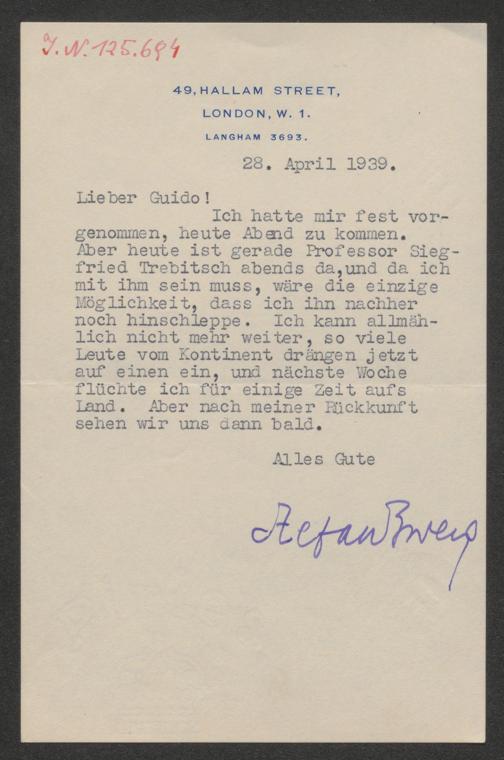 J.N. 125.694
49, HALLAM STREET,
LONDON, W. 1.
LANGHAM 3693.
28. April 1939.
Lieber Guido!
Ich hatte mir fest vor-
genommen, heute Abend zu kommen.
Aber heute ist gerade Professor Sieg-
fried Trebitsch abends da,und da ich
mit ihm sein muss, wäre die einzige
Möglichkeit, dass ich ihn nachher
noch hinschleppe. Ich kann allmäh-
lich nicht mehr weiter, so viele
Leute vom Kontinent drängen jetzt
auf einen ein, und nächste Woche
flüchte ich für einige Zeit aufs
Land. Aber nach meiner Rückkunft
sehen wir uns dann bald.
Alles Gute
Stefan Zweig